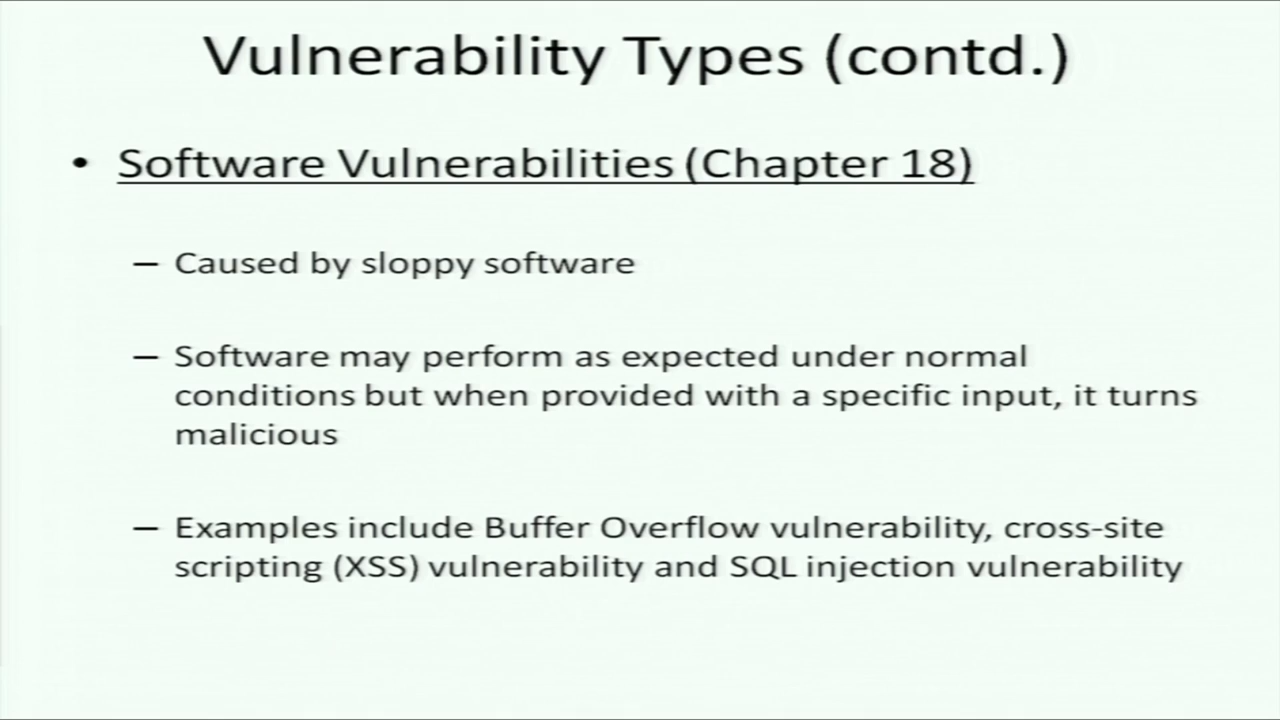 Vulnerability Types (contd.)
• Software Vulnerabilities (Chapter 18)
– Caused by sloppy software
– Software may perform as expected under normal
conditions but when provided with a specific input, it turns
malicious
– Examples include Buffer Overflow vulnerability, cross-site
scripting (XSS) vulnerability and SQL injection vulnerability